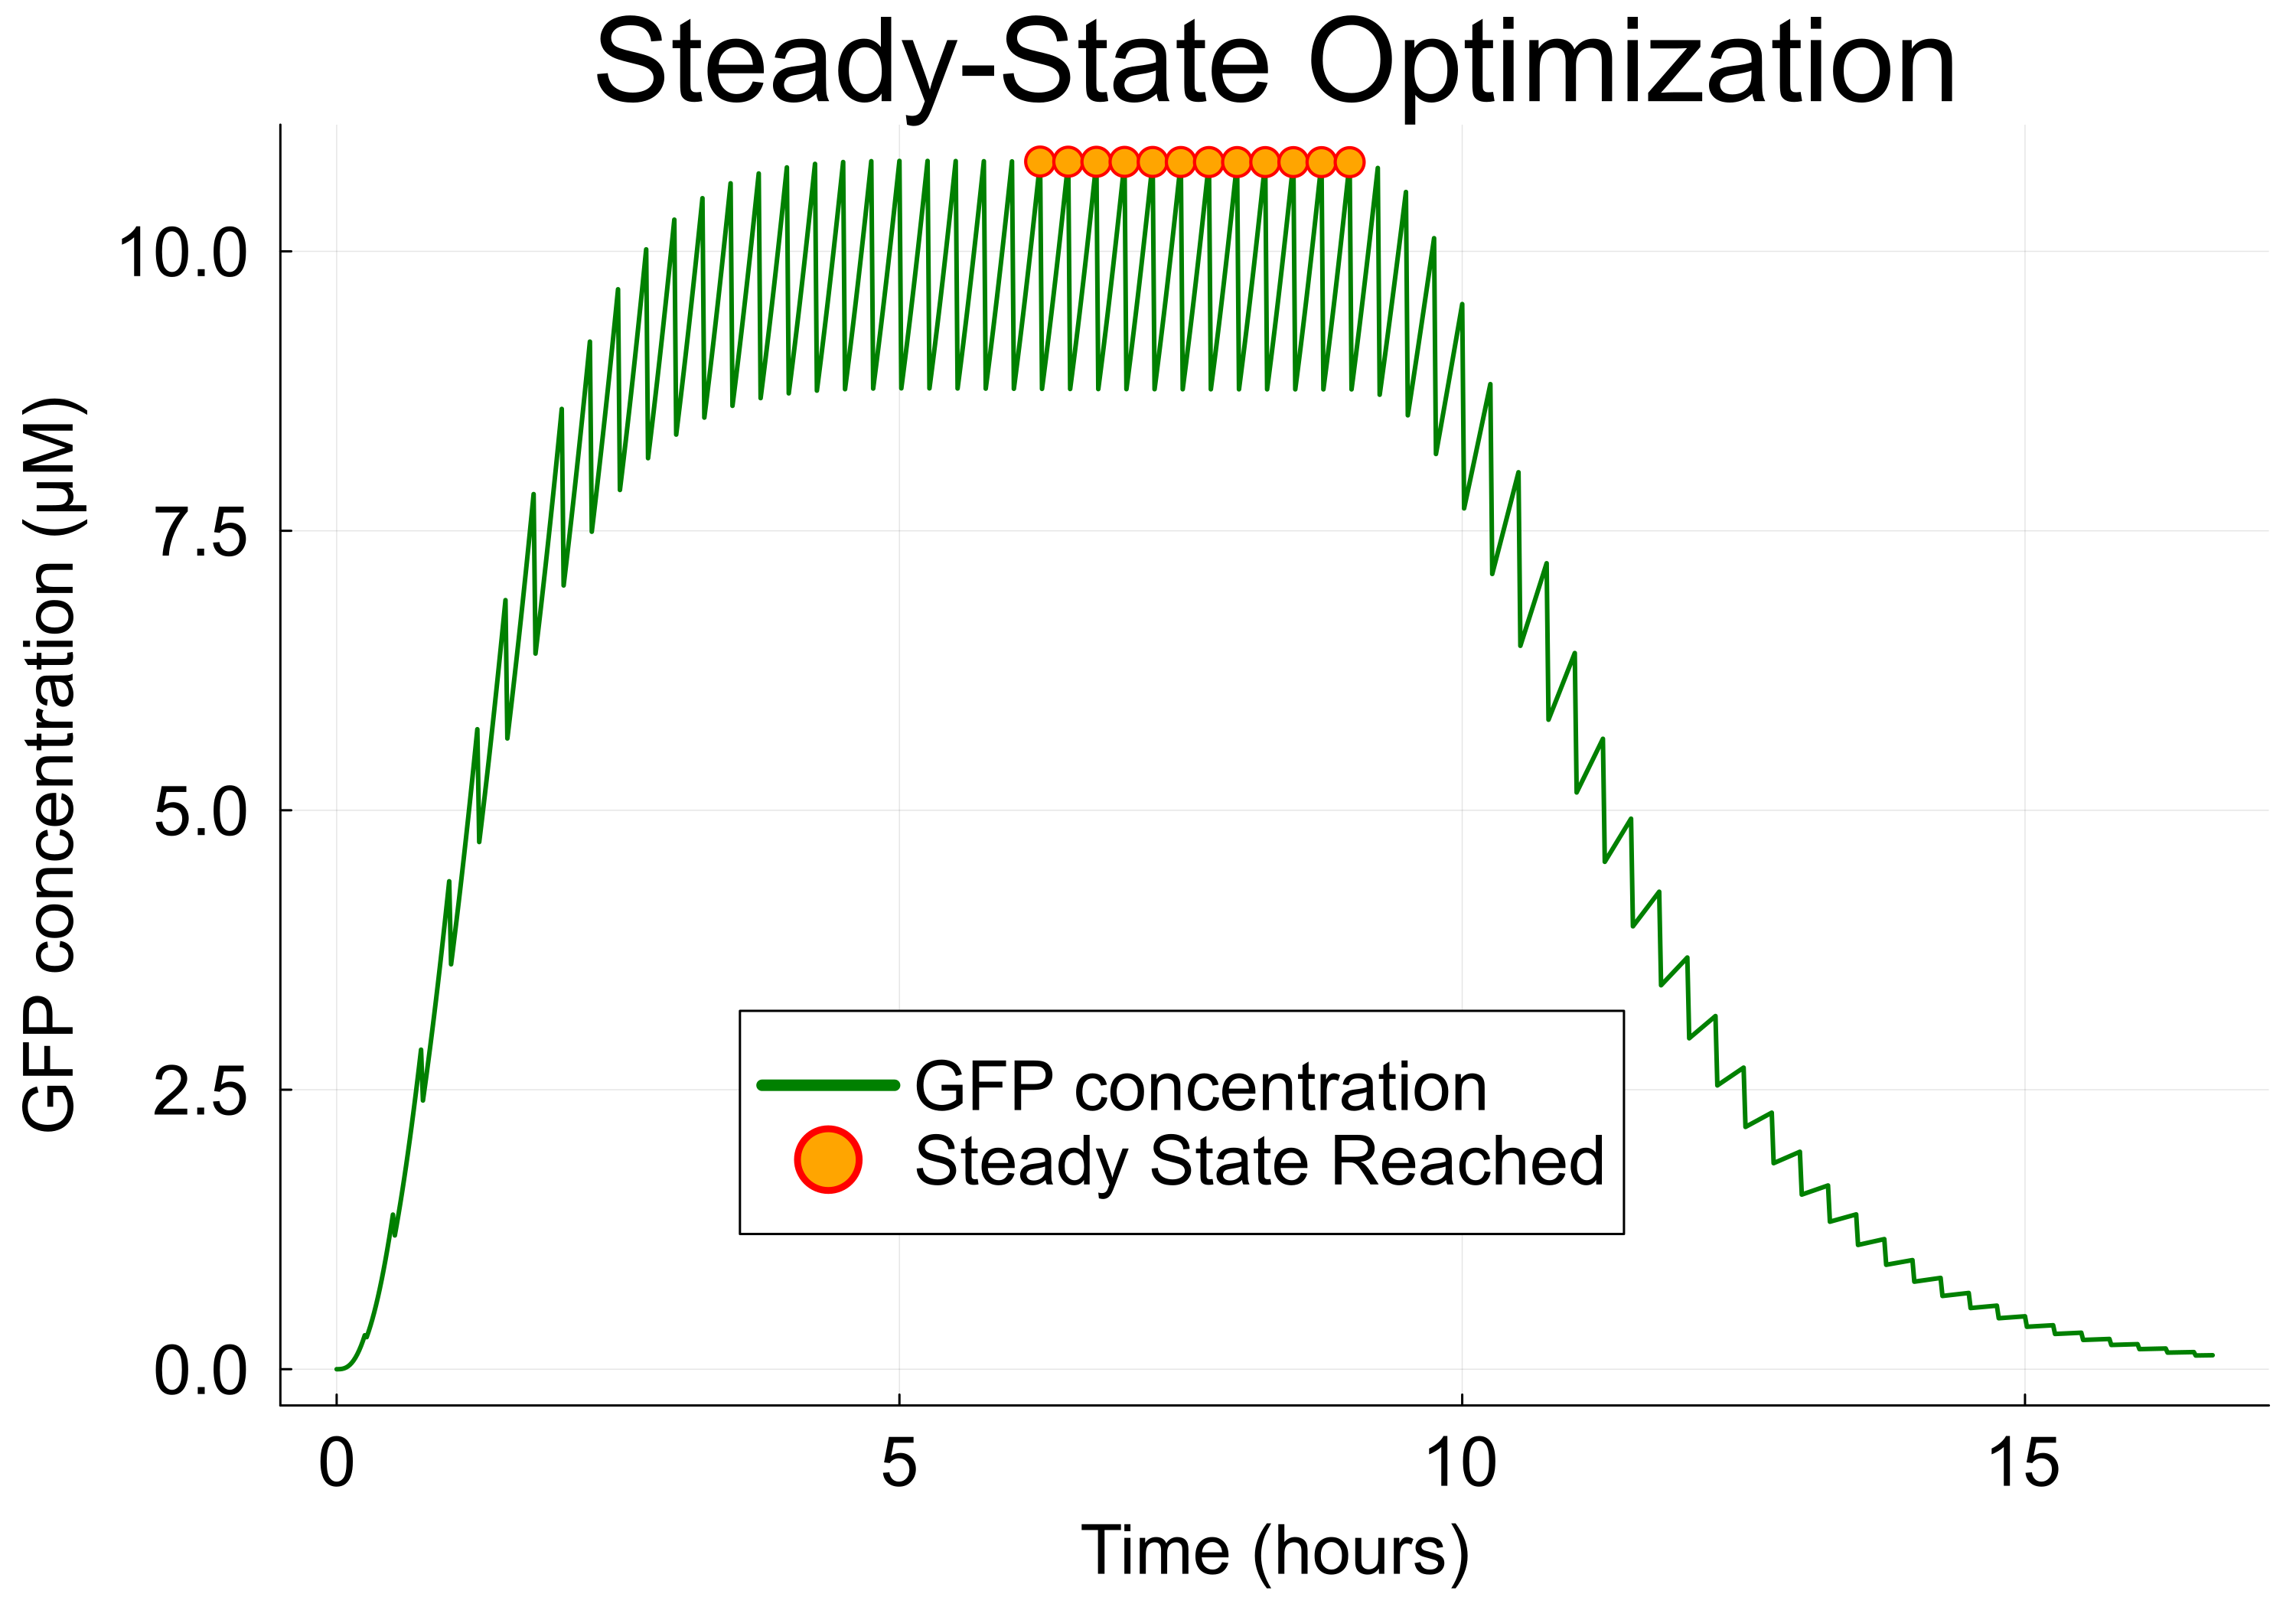 Steady-State Optimization
GFP concentration (µM)
10.0
7.5
5.0
2.5
0.0
GFP concentration
Steady State Reached
0 5 10 15
Time (hours)